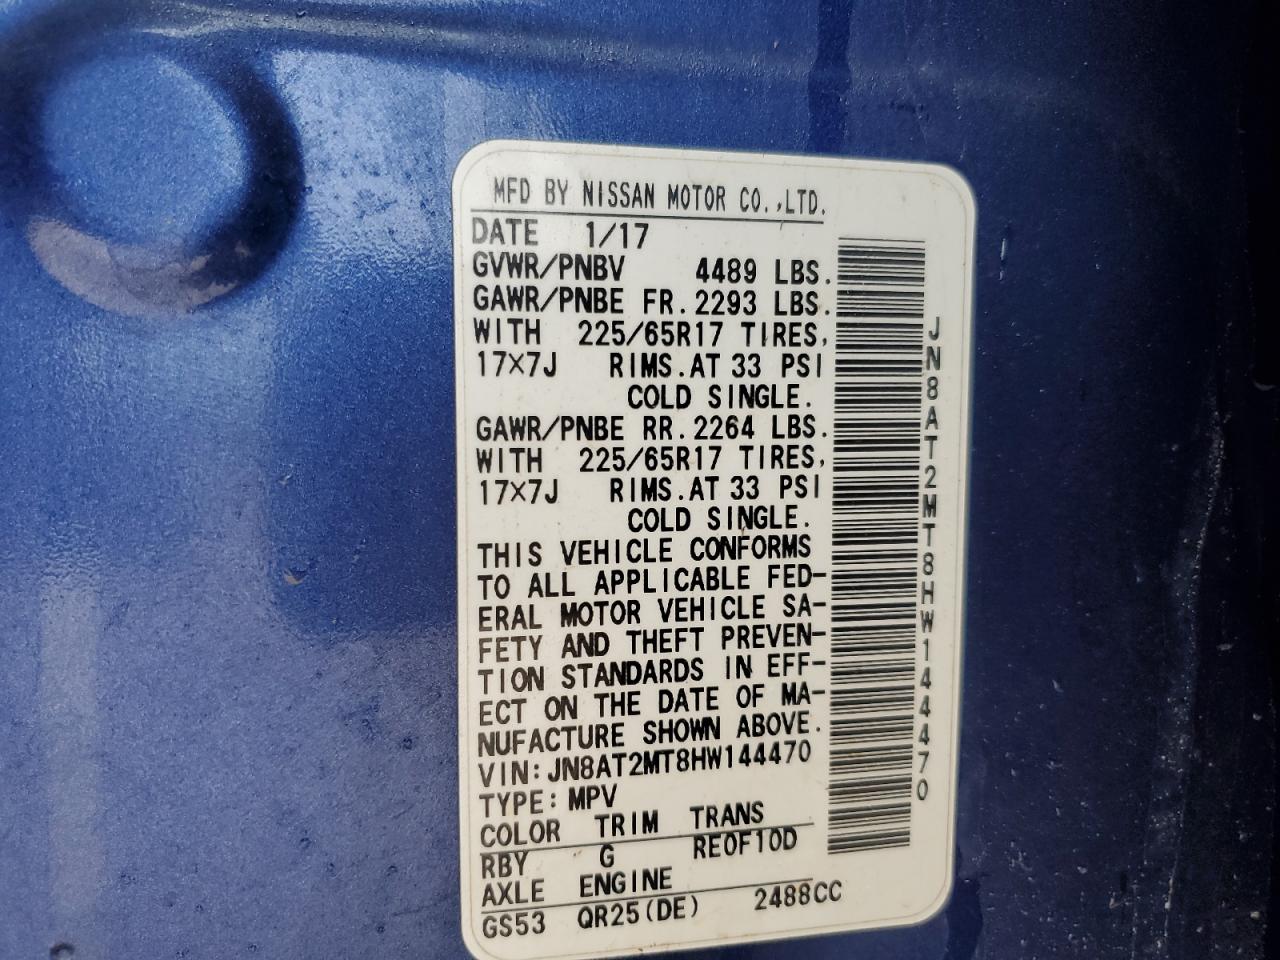 MFD BY NISSAN MOTOR CO.,LTD.
DATE 1/17
GVWR/PNBV 4489 LBS.
GAWR/PNBE FR.2293 LBS.
WITH 225/65R17 TIRES,
17×7J RIMS.AT 33 PSI
COLD SINGLE.
GAWR/PNBE RR.2264 LBS.
WITH 225/65R17 TIRES,
17×7J RIMS.AT 33 PSI
COLD SINGLE.
THIS VEHICLE CONFORMS
TO ALL APPLICABLE FED-
ERAL MOTOR VEHICLE SA-
FETY AND THEFT PREVEN-
TION STANDARDS IN EFF-
ECT ON THE DATE OF MA-
NUFACTURE SHOWN ABOVE.
VIN:JN8AT2MT8HW144470
TYPE:MPV
COLOR TRIM TRANS
RBY G RE0F10D
AXLE ENGINE
GS53 QR25(DE) 2488CC
JN8AT2MT8HW144470